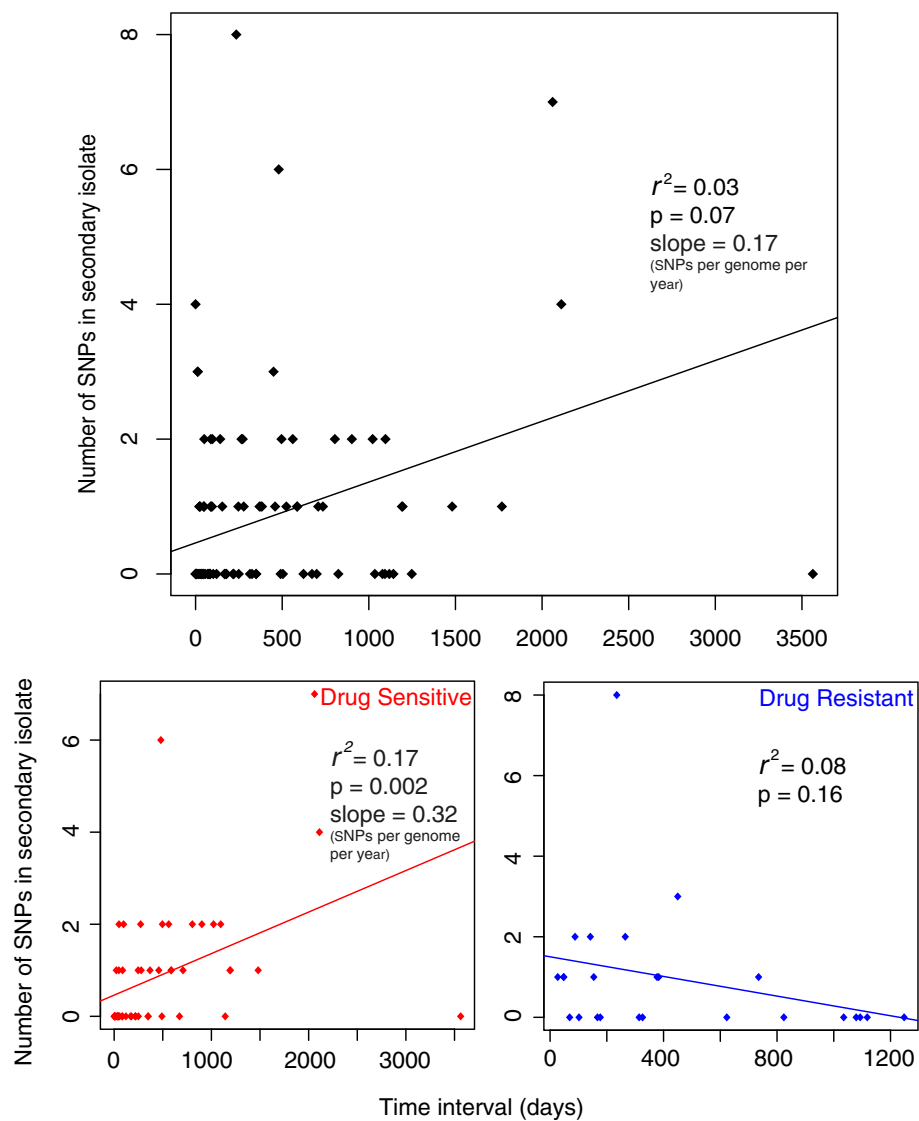 Number of SNPs in secondary isolate
8
6
4
2
0
r2= 0.03
p = 0.07
slope = 0.17
(SNPs per genome per
year)
0 500 1000 1500 2000 2500 3000 3500
Number of SNPs in secondary isolate
6
4
2
0
Drug Sensitive
r2= 0.17
p = 0.002
slope = 0.32
(SNPs per genome
per year)
0 1000 2000 3000
8
6
4
2
0
Drug Resistant
r2= 0.08
p = 0.16
0 400 800 1200
Time interval (days)